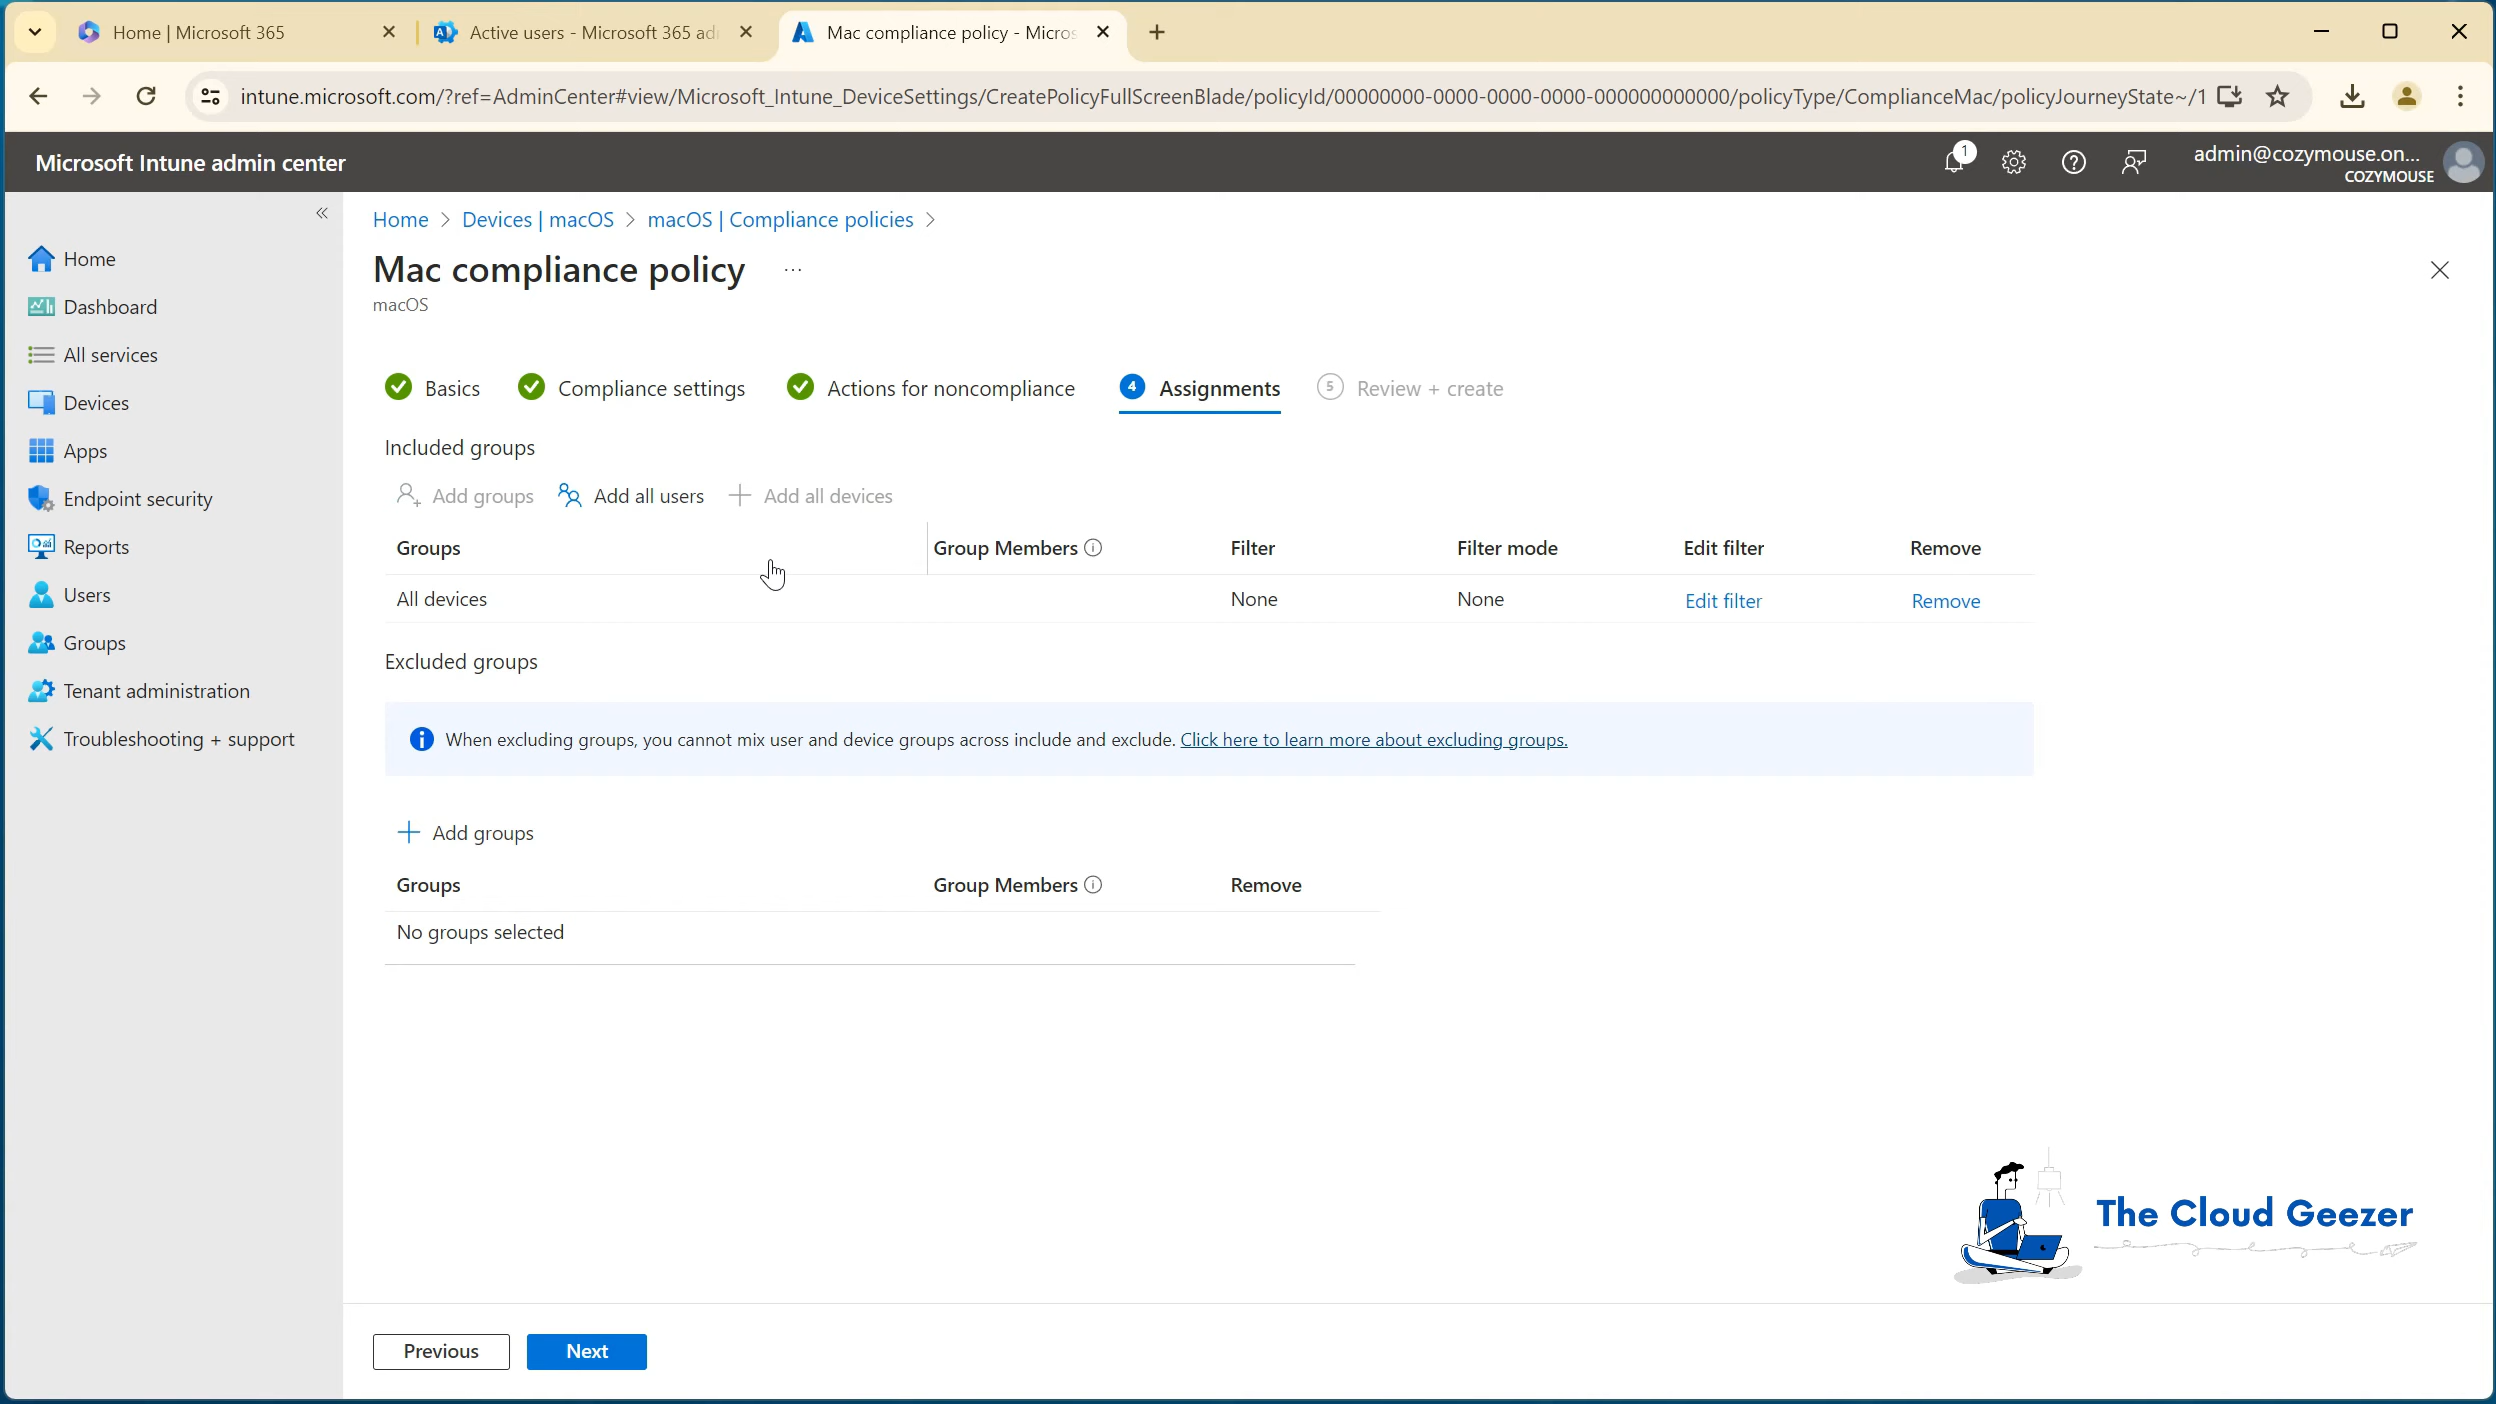 Home | Microsoft 365
Active users - Microsoft 365 ad
Mac compliance policy - Micros
intune.microsoft.com/?ref=AdminCenter#view/Microsoft_Intune_DeviceSettings/CreatePolicyFullScreenBlade/policyId/00000000-0000-0000-0000-000000000000/policyType/ComplianceMac/policyJourneyState~/1
Microsoft Intune admin center
1
admin@cozymouse.on...
COZYMOUSE
Home
Dashboard
All services
Devices
Apps
Endpoint security
Reports
Users
Groups
Tenant administration
Troubleshooting + support
Home > Devices | macOS > macOS | Compliance policies >
Mac compliance policy ...
macOS
Basics
Compliance settings
Actions for noncompliance
4 Assignments
5 Review + create
Included groups
Add groups
Add all users
Add all devices
Groups Group Members Filter Filter mode Edit filter Remove
All devices None None Edit filter Remove
Excluded groups
When excluding groups, you cannot mix user and device groups across include and exclude. Click here to learn more about excluding groups.
Add groups
Groups Group Members Remove
No groups selected
The Cloud Geezer
Previous
Next